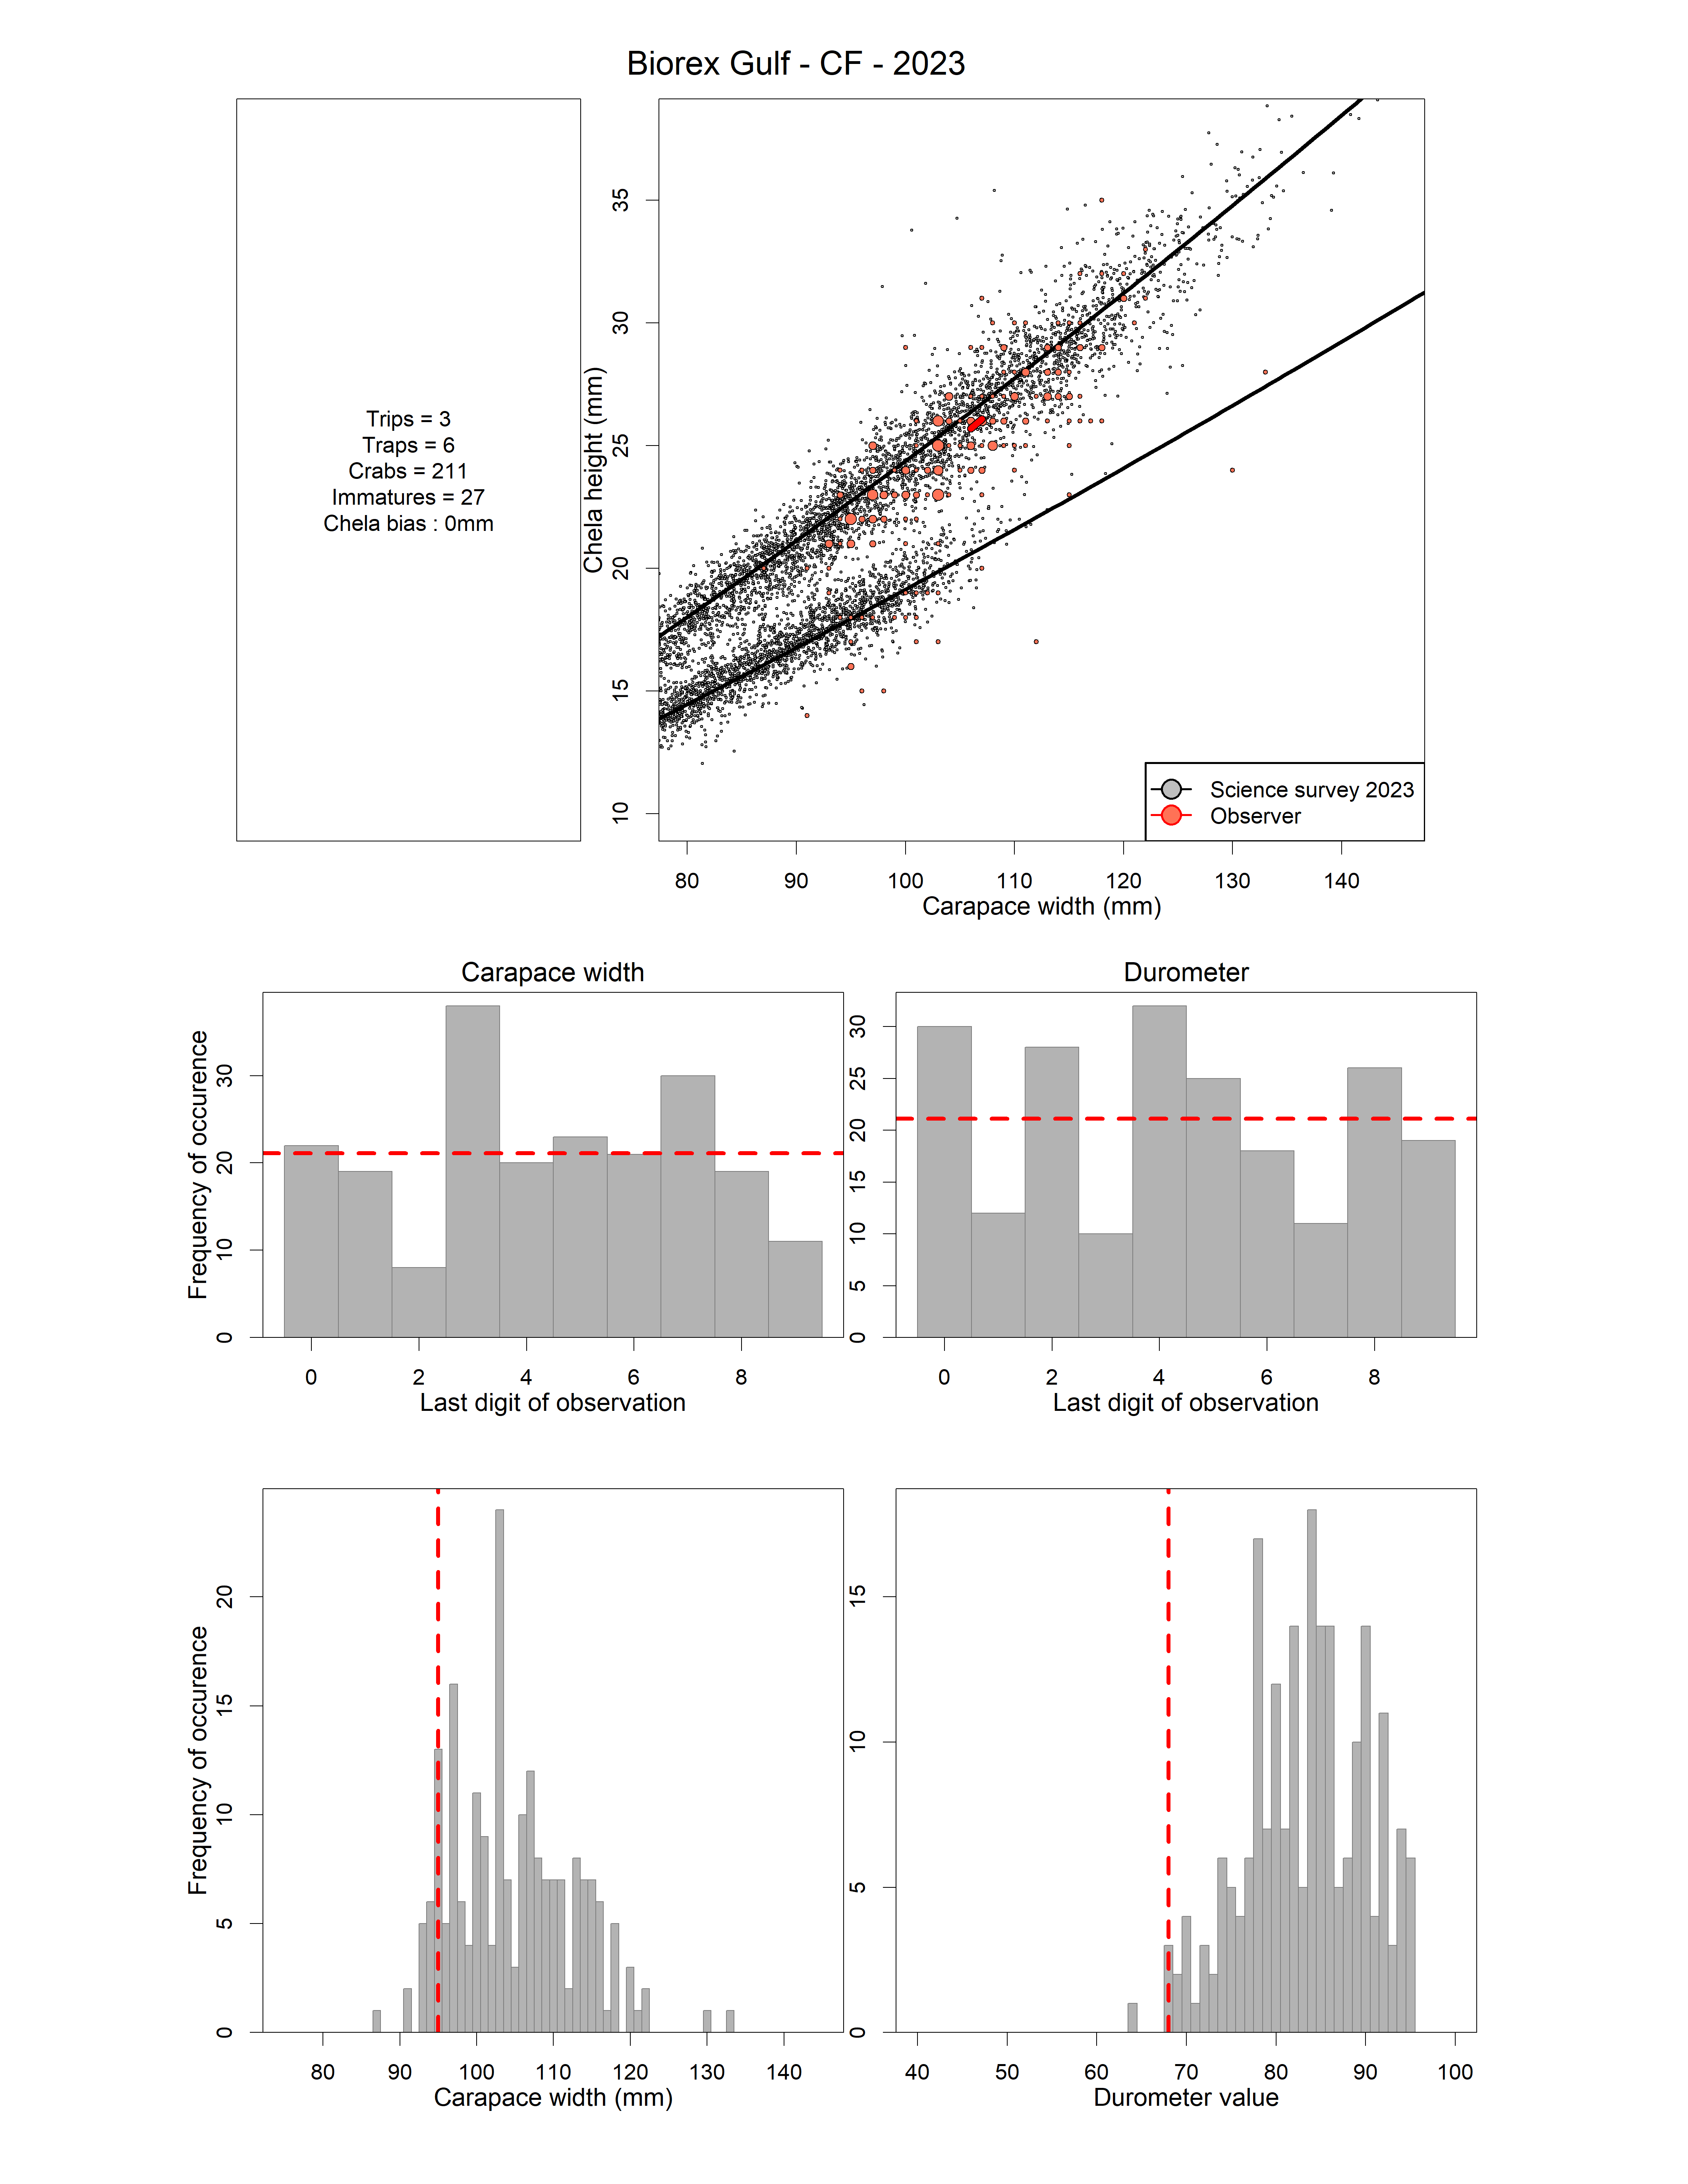 Biorex Gulf - CF - 2023
Trips = 3
Traps = 6
Crabs = 211
Immatures = 27
Chela bias : 0mm
Chela height (mm)
35
30
25
20
15
10
Science survey 2023
Observer
80 90 100 110 120 130 140
Carapace width (mm)
Carapace width
Frequency of occurence
30
20
10
0
0 2 4 6 8
Last digit of observation
Durometer
30
25
20
15
10
5
0
0 2 4 6 8
Last digit of observation
Frequency of occurence
20
15
10
5
0
80 90 100 110 120 130 140
Carapace width (mm)
15
10
5
0
40 50 60 70 80 90 100
Durometer value